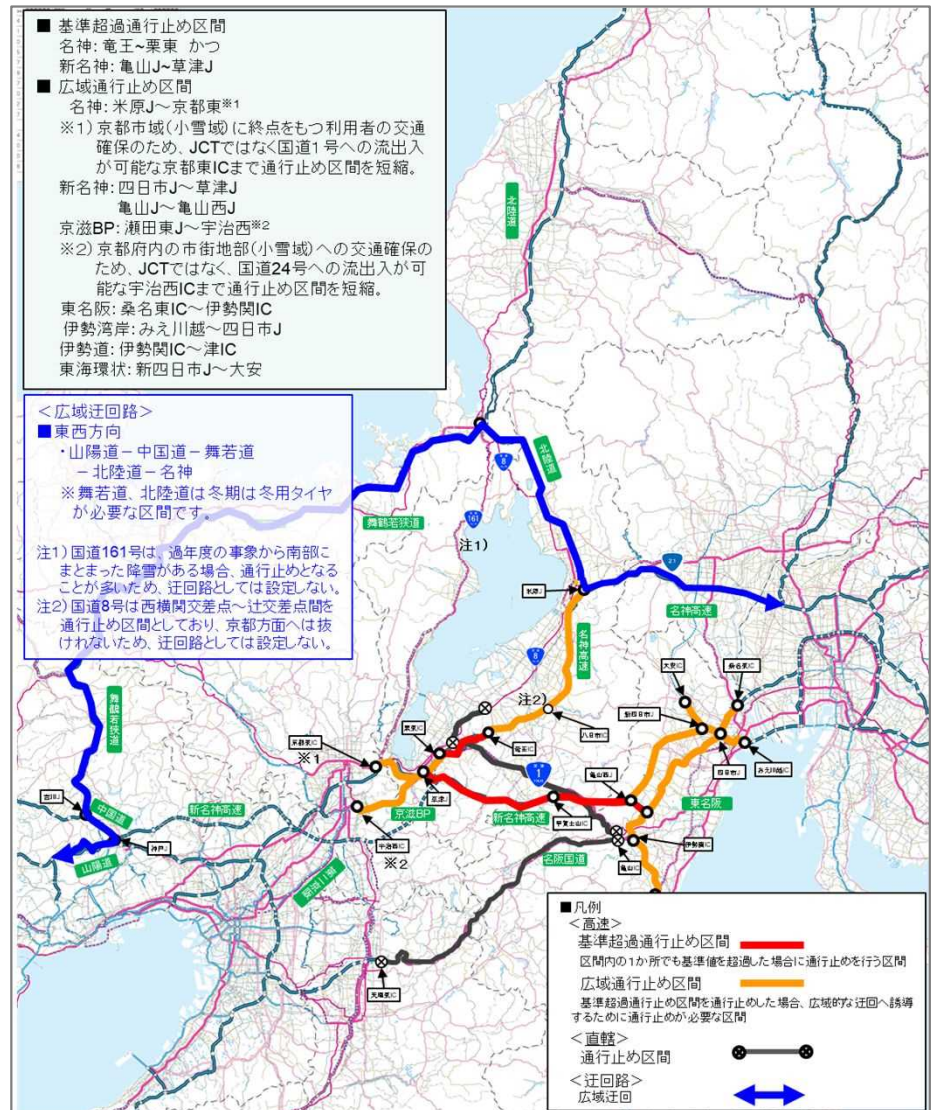 ■ 基準超過通行止め区間
名神：竜王~栗東 かつ
新名神：亀山J~草津J
■ 広域通行止め区間
名神：米原J～京都東※1
※1）京都市域（小雪域）に終点をもつ利用者の交通
確保のため、JCTではなく国道1号への流出入
が可能な京都東ICまで通行止め区間を短縮。
新名神：四日市J～草津J
亀山J～亀山西J
京滋BP：瀬田東J～宇治西※2
※2）京都府内の市街地部（小雪域）への交通確保の
ため、JCTではなく、国道24号への流出入が可
能な宇治西ICまで通行止め区間を短縮。
東名阪：桑名東IC～伊勢関IC
伊勢湾岸：みえ川越～四日市J
伊勢道：伊勢関IC～津IC
東海環状：新四日市J～大安
＜広域迂回路＞
■東西方向
・山陽道－中国道－舞若道
－北陸道－名神
※舞若道、北陸道は冬期は冬用タイヤ
が必要な区間です。
注1）国道161号は、過年度の事象から南部に
まとまった降雪がある場合、通行止めとなる
ことが多いため、迂回路としては設定しない。
注2）国道8号は西横関交差点～辻交差点間を
通行止め区間としており、京都方面へは抜
けれないため、迂回路としては設定しない。
北陸道
8
北陸道
舞鶴若狭道
161
注1）
21
米原J
名神高速
名神高速
8
注2）
八日市IC
竜王IC
栗東IC
大安IC
桑名東IC
新四日市J
四日市J
みえ川越IC
舞鶴若狭道
京都東IC
※1
草津J
京滋BP
1
亀山西J
東名阪
新名神高速
甲賀土山IC
吉川J
中国道
新名神高速
神戸J
山陽道
宇治西IC
※2
第二京阪
名阪国道
伊勢関IC
亀山IC
天理東IC
■凡例
＜高速＞
基準超過通行止め区間
区間内の1か所でも基準値を超過した場合に通行止めを行う区間
広域通行止め区間
基準超過通行止め区間を通行止めした場合、広域的な迂回へ誘導
するために通行止めが必要な区間
＜直轄＞
通行止め区間
＜迂回路＞
広域迂回